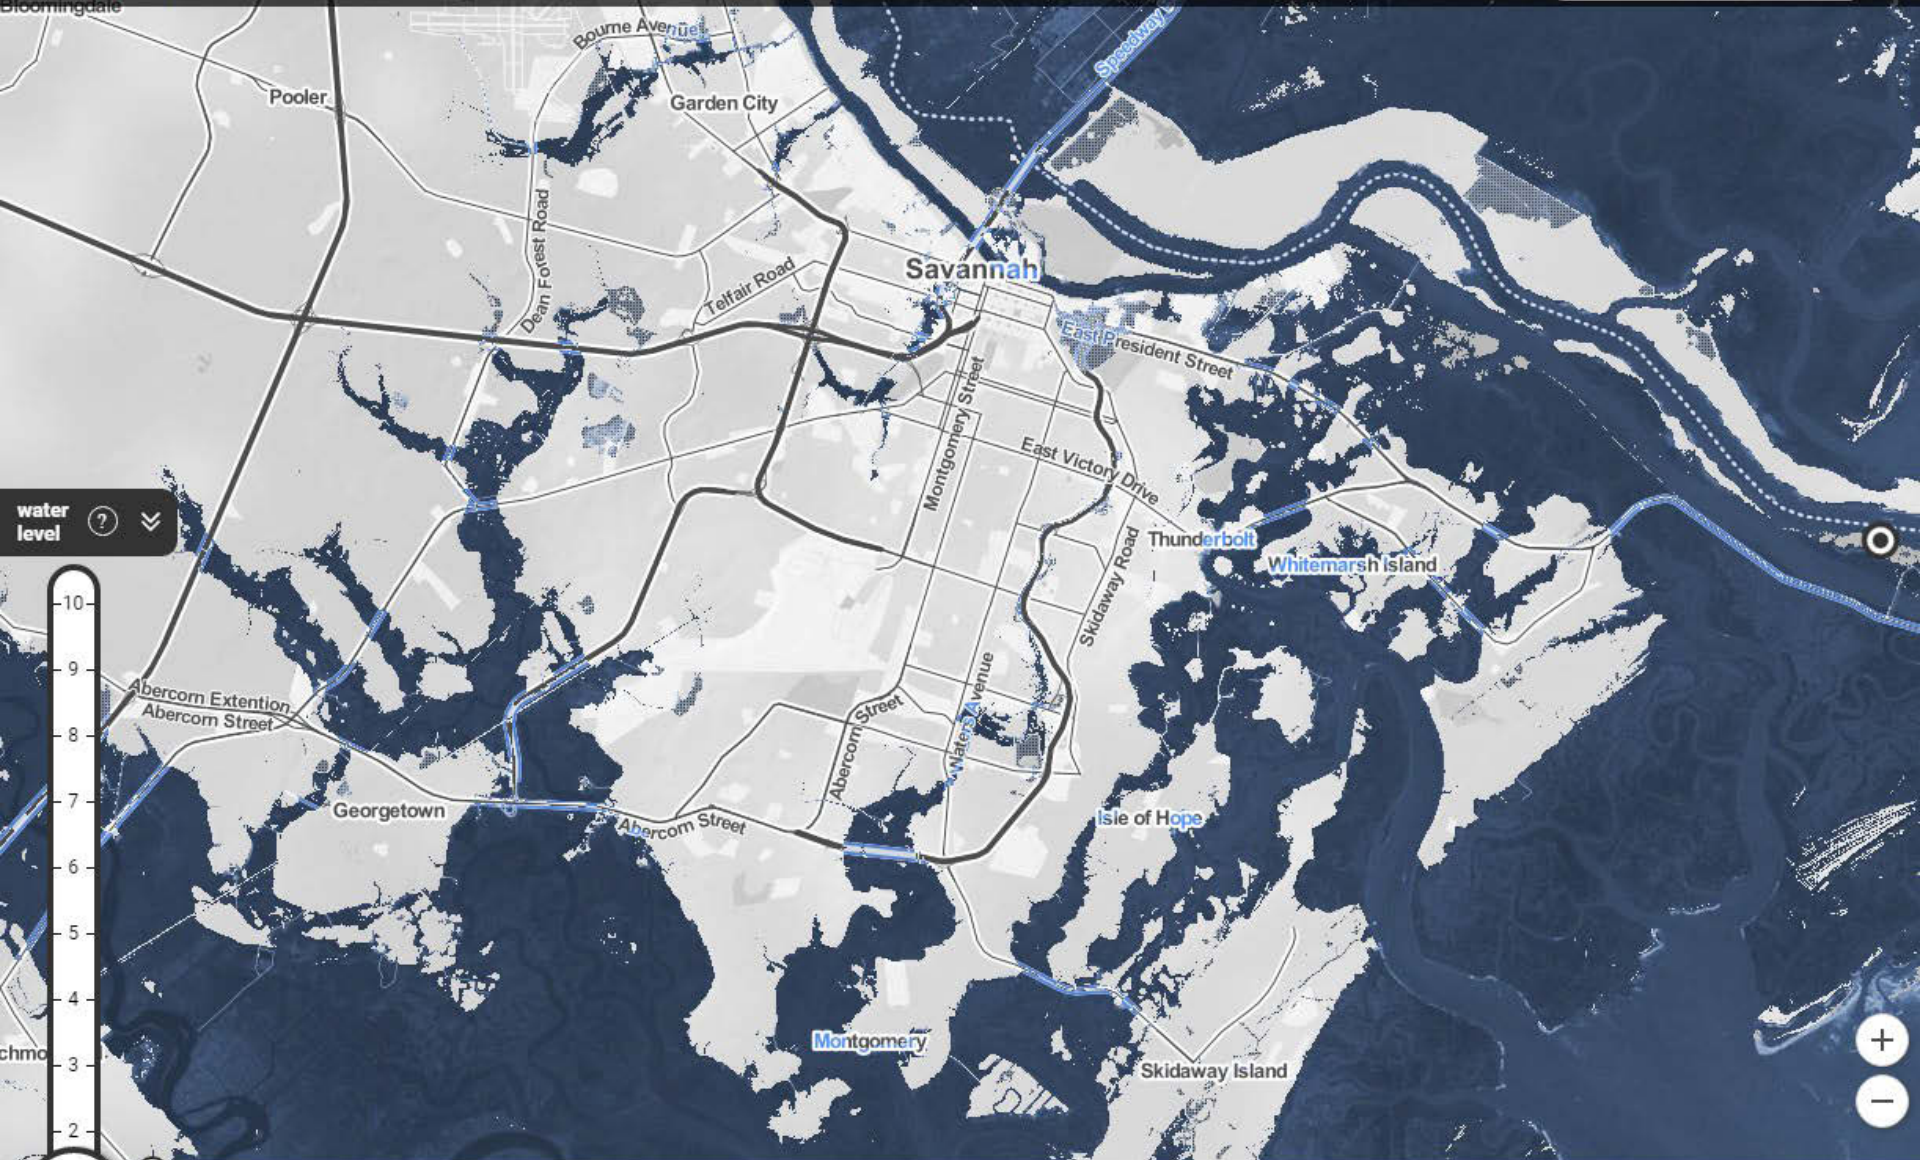 Bloomingdale
Bourne Avenue
Speedway
Pooler
Garden City
Dean Forest Road
Telfair Road
Savannah
East President Street
Montgomery Street
East Victory Drive
water
level
?
Thunderbolt
Whitemarsh Island
Skidaway Road
10
9
Abercorn Extention
Abercorn Street
8
Waters Avenue
Abercorn Street
7
Georgetown
Abercorn Street
Isle of Hope
6
5
4
Montgomery
chmo
3
Skidaway Island
2
+
−